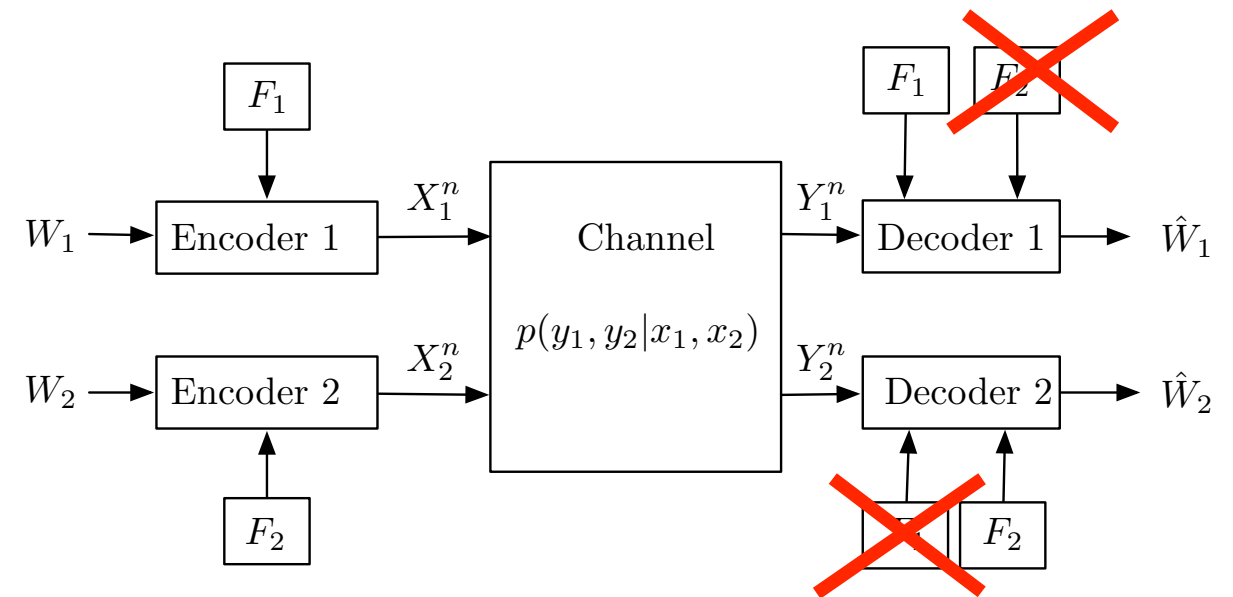 F₁ F₂
F₁
X₁ⁿ Y₁ⁿ
W₁ Encoder 1 Channel Decoder 1 Ŵ₁
p(y₁, y₂|x₁, x₂)
X₂ⁿ Y₂ⁿ
W₂ Encoder 2 Decoder 2 Ŵ₂
F₂ F₂